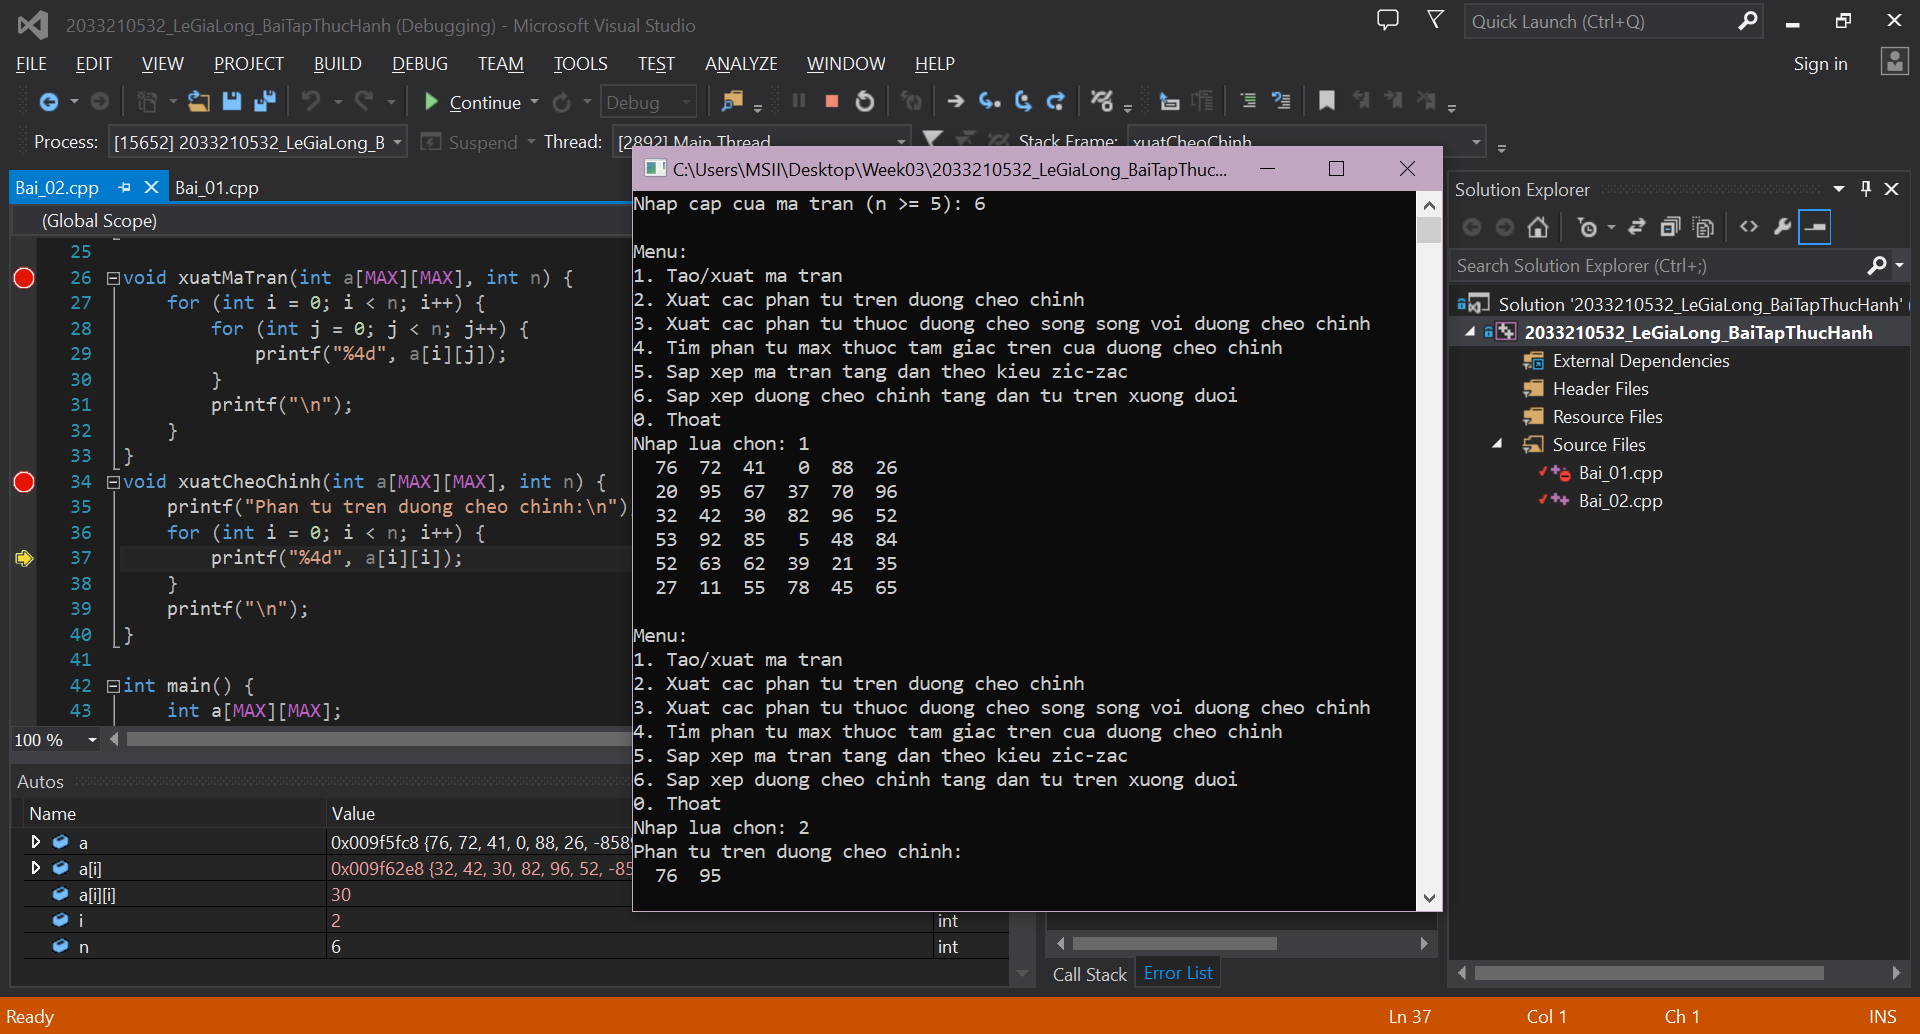 2033210532_LeGiaLong_BaiTapThucHanh (Debugging) - Microsoft Visual Studio
Quick Launch (Ctrl+Q)
FILE EDIT VIEW PROJECT BUILD DEBUG TEAM TOOLS TEST ANALYZE WINDOW HELP
Sign in
Continue Debug
Process: [15652] 2033210532_LeGiaLong_B Suspend Thread: [2892] Main Thread Stack Frame: xuatCheoChinh
Bai_02.cpp Bai_01.cpp
(Global Scope)
25
26 void xuatMaTran(int a[MAX][MAX], int n) {
27 for (int i = 0; i < n; i++) {
28 for (int j = 0; j < n; j++) {
29 printf("%4d", a[i][j]);
30 }
31 printf("\n");
32 }
33 }
34 void xuatCheoChinh(int a[MAX][MAX], int n) {
35 printf("Phan tu tren duong cheo chinh:\n")
36 for (int i = 0; i < n; i++) {
37 printf("%4d", a[i][i]);
38 }
39 printf("\n");
40 }
41
42 int main() {
43 int a[MAX][MAX];
100 %
Autos
Name Value
a 0x009f5fc8 {76, 72, 41, 0, 88, 26, -858
a[i] 0x009f62e8 {32, 42, 30, 82, 96, 52, -85
a[i][i] 30
i 2 int
n 6 int
C:\Users\MSII\Desktop\Week03\2033210532_LeGiaLong_BaiTapThuc...
Nhap cap cua ma tran (n >= 5): 6
Menu:
1. Tao/xuat ma tran
2. Xuat cac phan tu tren duong cheo chinh
3. Xuat cac phan tu thuoc duong cheo song song voi duong cheo chinh
4. Tim phan tu max thuoc tam giac tren cua duong cheo chinh
5. Sap xep ma tran tang dan theo kieu zic-zac
6. Sap xep duong cheo chinh tang dan tu tren xuong duoi
0. Thoat
Nhap lua chon: 1
76 72 41 0 88 26
20 95 67 37 70 96
32 42 30 82 96 52
53 92 85 5 48 84
52 63 62 39 21 35
27 11 55 78 45 65
Menu:
1. Tao/xuat ma tran
2. Xuat cac phan tu tren duong cheo chinh
3. Xuat cac phan tu thuoc duong cheo song song voi duong cheo chinh
4. Tim phan tu max thuoc tam giac tren cua duong cheo chinh
5. Sap xep ma tran tang dan theo kieu zic-zac
6. Sap xep duong cheo chinh tang dan tu tren xuong duoi
0. Thoat
Nhap lua chon: 2
Phan tu tren duong cheo chinh:
76 95
Call Stack Error List
Solution Explorer
Search Solution Explorer (Ctrl+;)
Solution '2033210532_LeGiaLong_BaiTapThucHanh' (
2033210532_LeGiaLong_BaiTapThucHanh
External Dependencies
Header Files
Resource Files
Source Files
Bai_01.cpp
Bai_02.cpp
Ready Ln 37 Col 1 Ch 1 INS